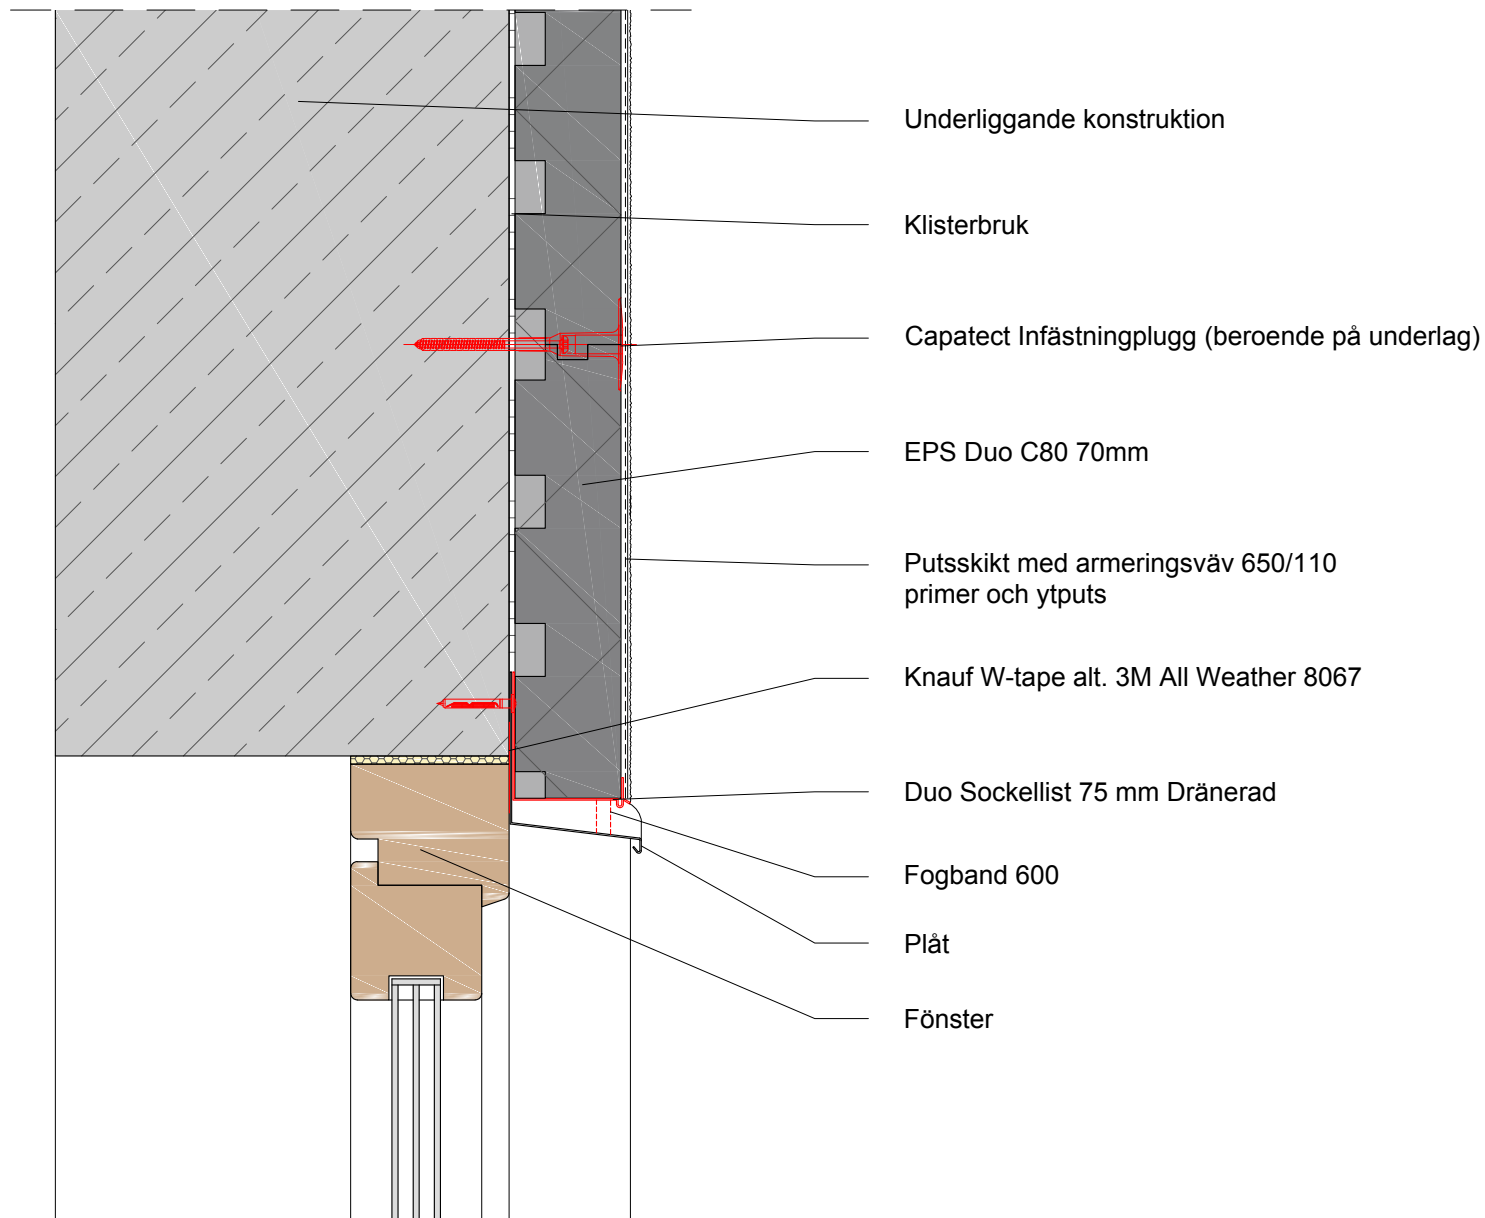 Underliggande konstruktion
Klisterbruk
Capatect Infästningplugg (beroende på underlag)
EPS Duo C80 70mm
Putsskikt med armeringsväv 650/110
primer och ytputs
Knauf W-tape alt. 3M All Weather 8067
Duo Sockellist 75 mm Dränerad
Fogband 600
Plåt
Fönster